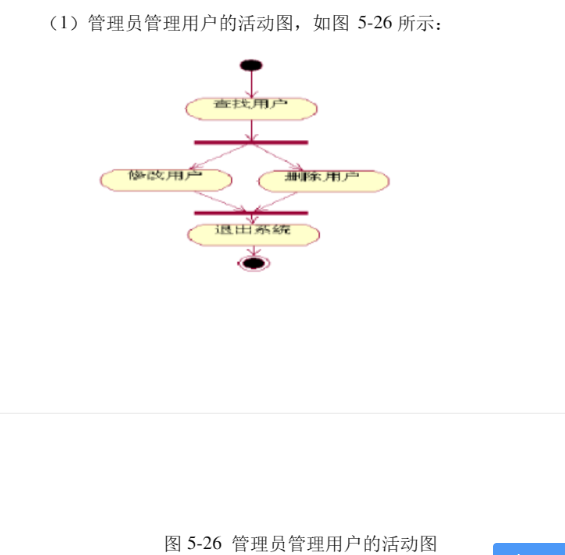 （1）管理员管理用户的活动图，如图 5-26 所示：
查找用户
修改用户 删除用户
退出系统
图 5-26 管理员管理用户的活动图